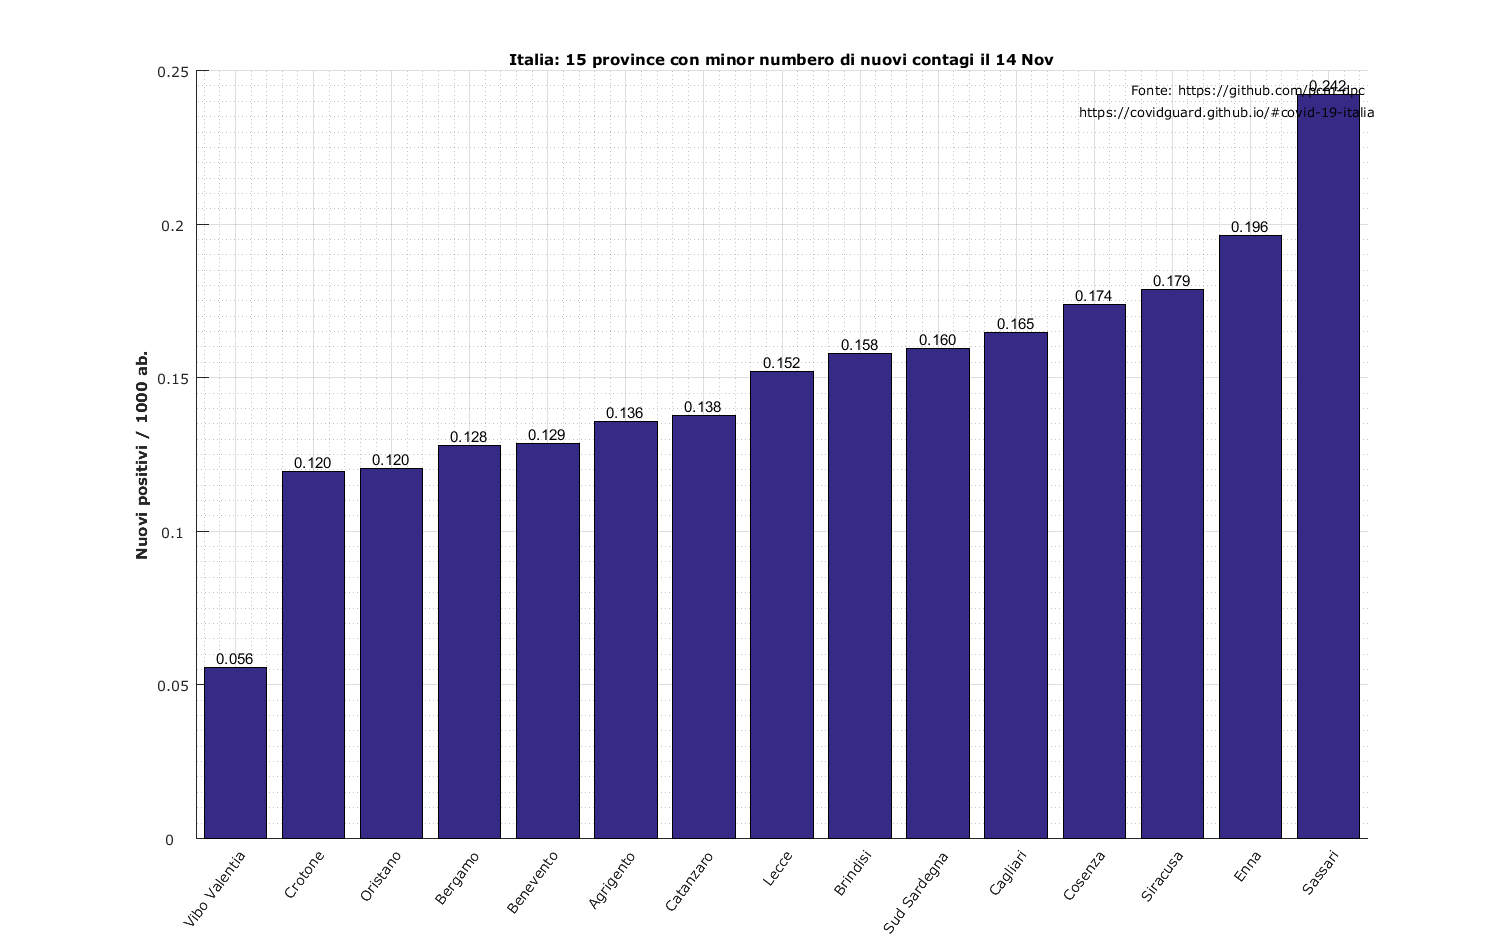 Italia: 15 province con minor numbero di nuovi contagi il 14 Nov
Fonte: https://github.com/pcm-dpc
https://covidguard.github.io/#covid-19-italia
Nuovi positivi / 1000 ab.
0.25
0.2
0.15
0.1
0.05
0
0.056
0.120
0.120
0.128
0.129
0.136
0.138
0.152
0.158
0.160
0.165
0.174
0.179
0.196
0.242
Vibo Valentia
Crotone
Oristano
Bergamo
Benevento
Agrigento
Catanzaro
Lecce
Brindisi
Sud Sardegna
Cagliari
Cosenza
Siracusa
Enna
Sassari